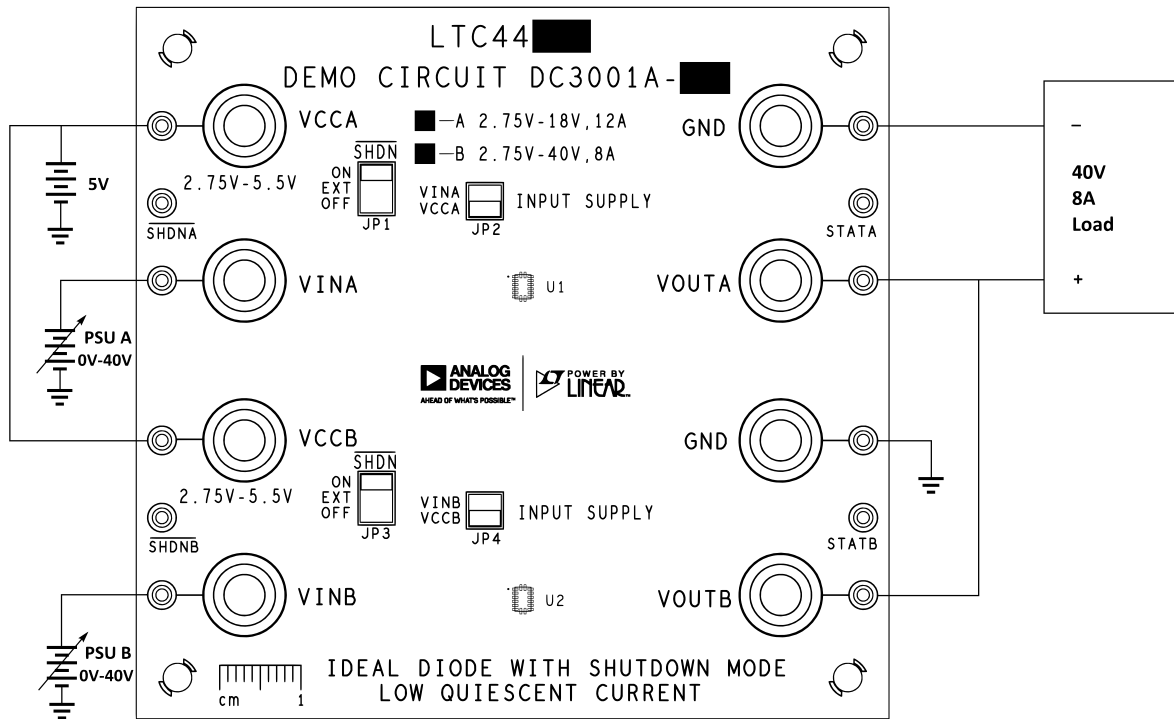 LTC44
DEMO CIRCUIT DC3001A-
VCCA
—A 2.75V-18V,12A
GND
—B 2.75V-40V,8A
2.75V-5.5V
SHDN
ON
EXT
OFF
JP1
VINA
VCCA
JP2
INPUT SUPPLY
5V
SHDNA
STATA
-
40V
8A
Load
+
VINA
U1
VOUTA
PSU A
0V-40V
ANALOG
DEVICES
AHEAD OF WHAT'S POSSIBLE™
POWER BY
LINEAR™
VCCB
GND
2.75V-5.5V
SHDN
ON
EXT
OFF
JP3
VINB
VCCB
JP4
INPUT SUPPLY
SHDNB
STATB
VINB
U2
VOUTB
PSU B
0V-40V
cm 1
IDEAL DIODE WITH SHUTDOWN MODE
LOW QUIESCENT CURRENT